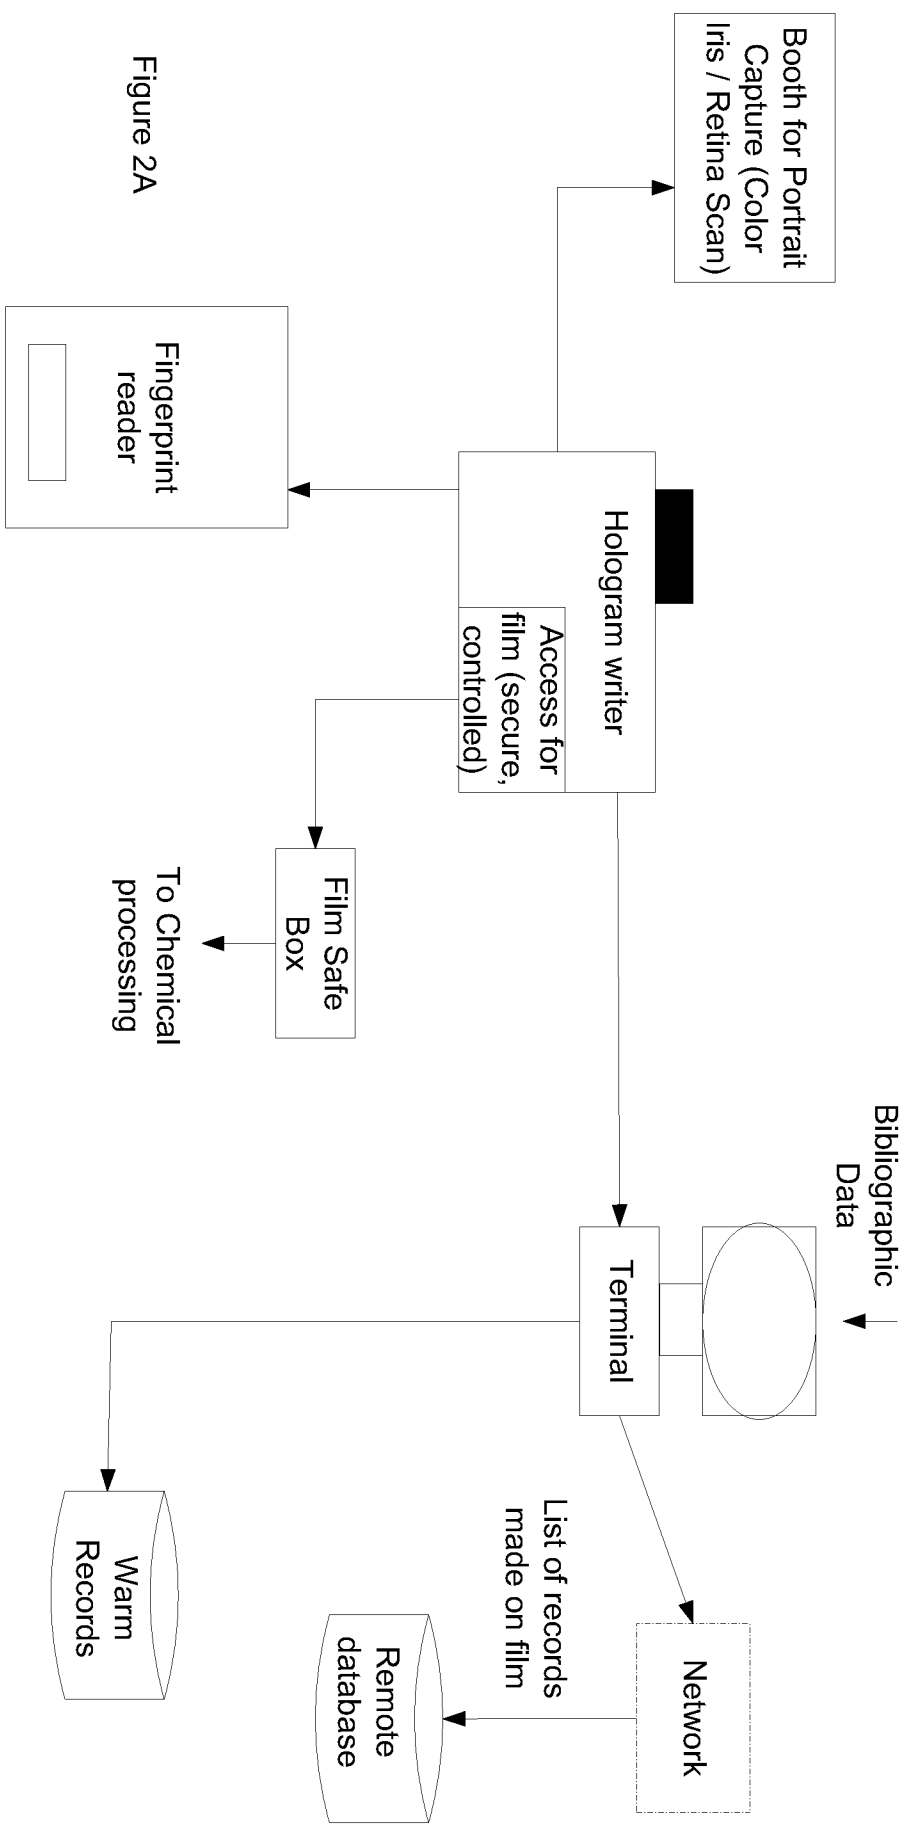 Booth for Portrait
Capture (Color
Iris / Retina Scan)
Bibliographic
Data
Hologram writer
Access for
film (secure,
controlled)
Terminal
Network
List of records
made on film
Remote
database
Fingerprint
reader
Film Safe
Box
To Chemical
processing
Warm
Records
Figure 2A